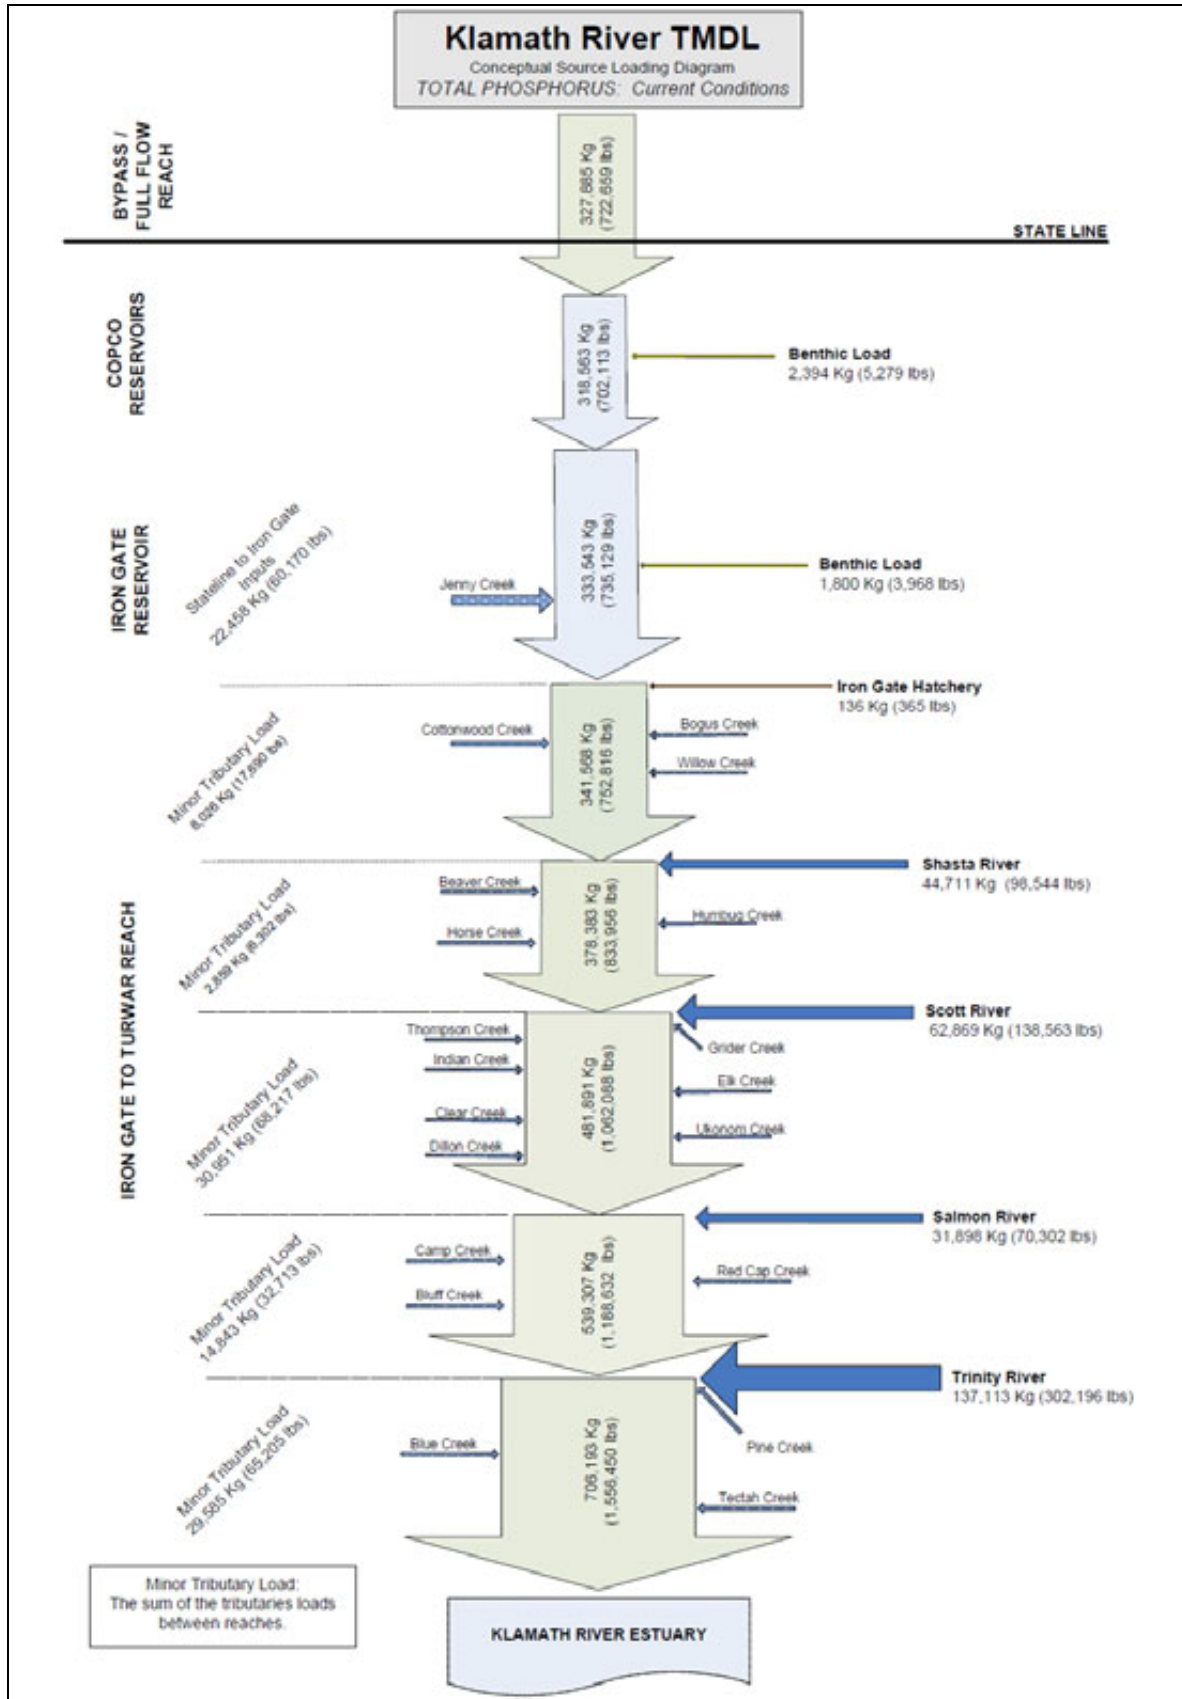 Klamath River TMDL
Conceptual Source Loading Diagram
TOTAL PHOSPHORUS: Current Conditions
BYPASS /
FULL FLOW
REACH
327,885 Kg
(722,659 lbs)
STATE LINE
COPCO
RESERVOIRS
318,563 Kg
(702,113 lbs)
Benthic Load
2,394 Kg (5,279 lbs)
IRON GATE
RESERVOIR
Stateline to Iron Gate
Inputs
22,458 Kg (60,170 lbs)
Jenny Creek
333,543 Kg
(735,129 lbs)
Benthic Load
1,800 Kg (3,968 lbs)
Iron Gate Hatchery
136 Kg (365 lbs)
Minor Tributary Load
(17,690 lbs)
Cottonwood Creek
341,568 Kg
(752,816 lbs)
Bogus Creek
Willow Creek
IRON GATE TO TURWAR REACH
Shasta River
44,711 Kg (98,544 lbs)
Minor Tributary Load
2,859 Kg (6,302 lbs)
Beaver Creek
Horse Creek
378,383 Kg
(833,956 lbs)
Humbug Creek
Scott River
62,869 Kg (138,563 lbs)
Minor Tributary Load
30,951 Kg (68,217 lbs)
Thompson Creek
Indian Creek
Clear Creek
Dillon Creek
481,891 Kg
(1,062,088 lbs)
Grider Creek
Elk Creek
Ukonom Creek
Salmon River
31,898 Kg (70,302 lbs)
Minor Tributary Load
14,843 Kg (32,713 lbs)
Camp Creek
Bluff Creek
539,307 Kg
(1,188,632 lbs)
Red Cap Creek
Trinity River
137,113 Kg (302,196 lbs)
Minor Tributary Load
29,585 Kg (65,205 lbs)
Blue Creek
706,193 Kg
(1,556,450 lbs)
Pine Creek
Tectah Creek
Minor Tributary Load:
The sum of the tributaries loads
between reaches.
KLAMATH RIVER ESTUARY